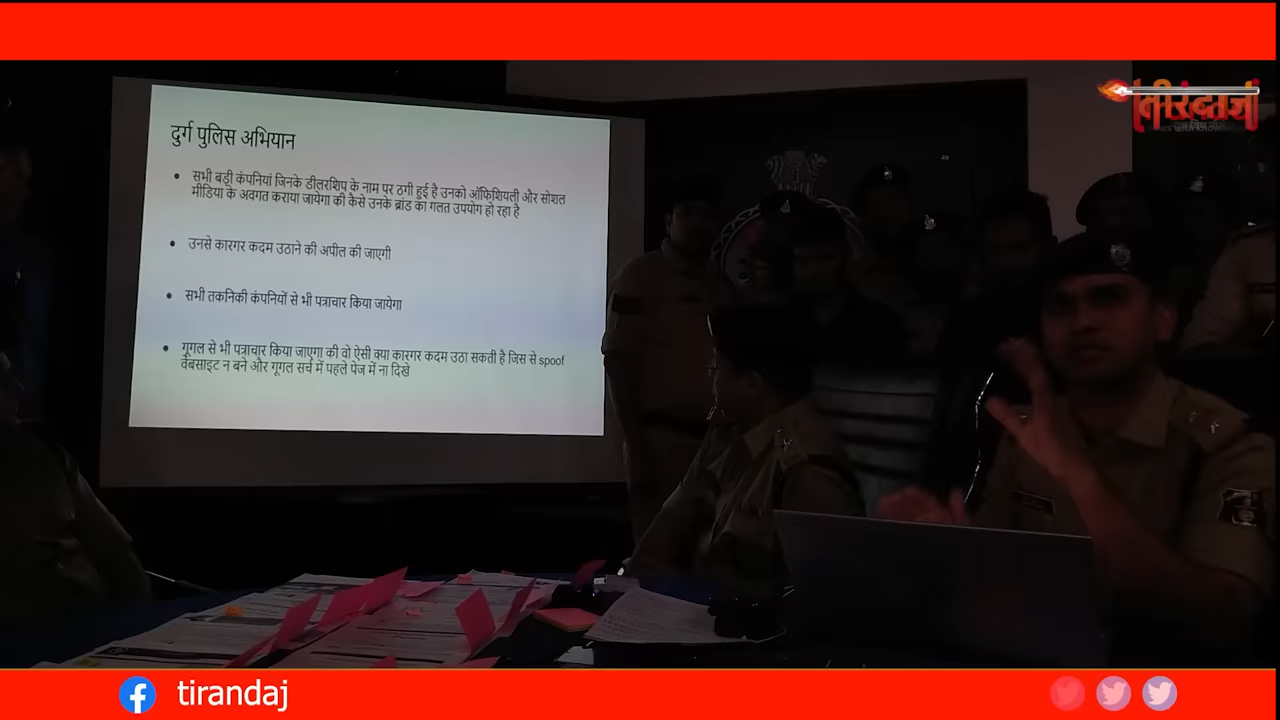 तीरंदाज
दुर्ग पुलिस अभियान
• सभी बड़ी कंपनियां जिनके डीलरशिप के नाम पर ठगी हुई है उनको ऑफिशियली और सोशल
मीडिया के अवगत कराया जायेगा की कैसे उनके ब्रांड का गलत उपयोग हो रहा है
• उनसे कारगर कदम उठाने की अपील की जाएगी
• सभी तकनिकी कंपनियों से भी पत्राचार किया जायेगा
• गूगल से भी पत्राचार किया जाएगा की वो ऐसी क्या कारगर कदम उठा सकती है जिस से spoof
वेबसाइट न बने और गूगल सर्च में पहले पेज में ना दिखे
tirandaj